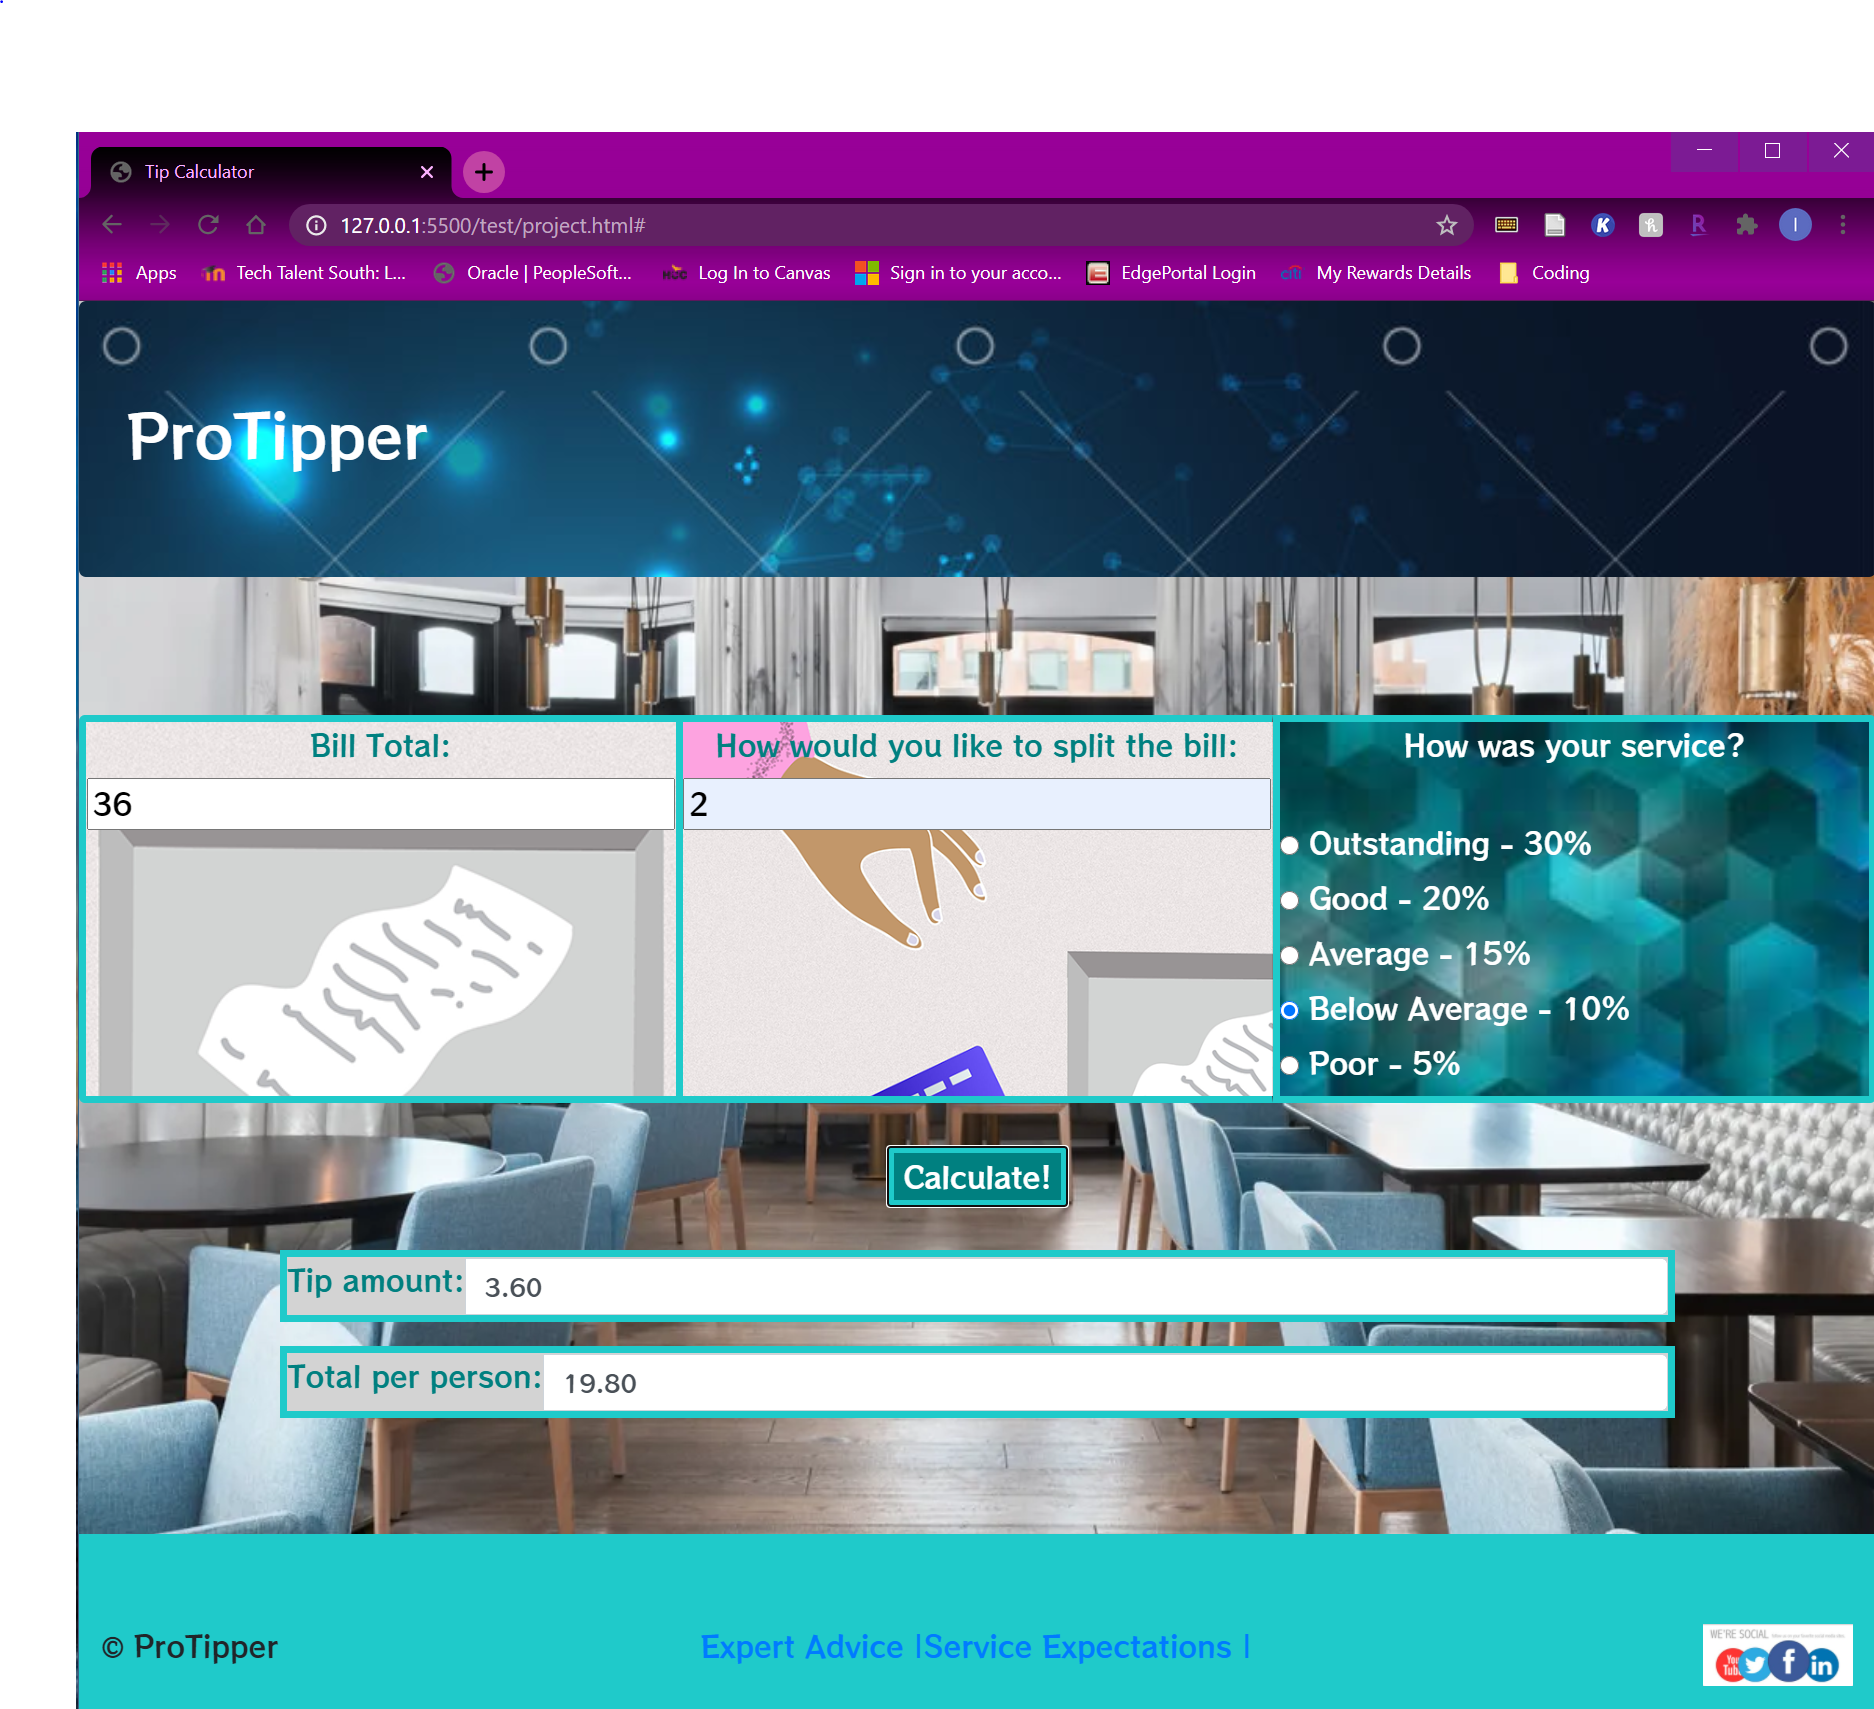 Tip Calculator
127.0.0.1:5500/test/project.html#
Apps Tech Talent South: L... Oracle | PeopleSoft... HCC Log In to Canvas Sign in to your acco... EdgePortal Login citi My Rewards Details Coding
ProTipper
Bill Total:
36
How would you like to split the bill:
2
How was your service?
Outstanding - 30%
Good - 20%
Average - 15%
Below Average - 10%
Poor - 5%
Calculate!
Tip amount: 3.60
Total per person: 19.80
© ProTipper
Expert Advice |Service Expectations |
WE'RE SOCIAL
You Tube